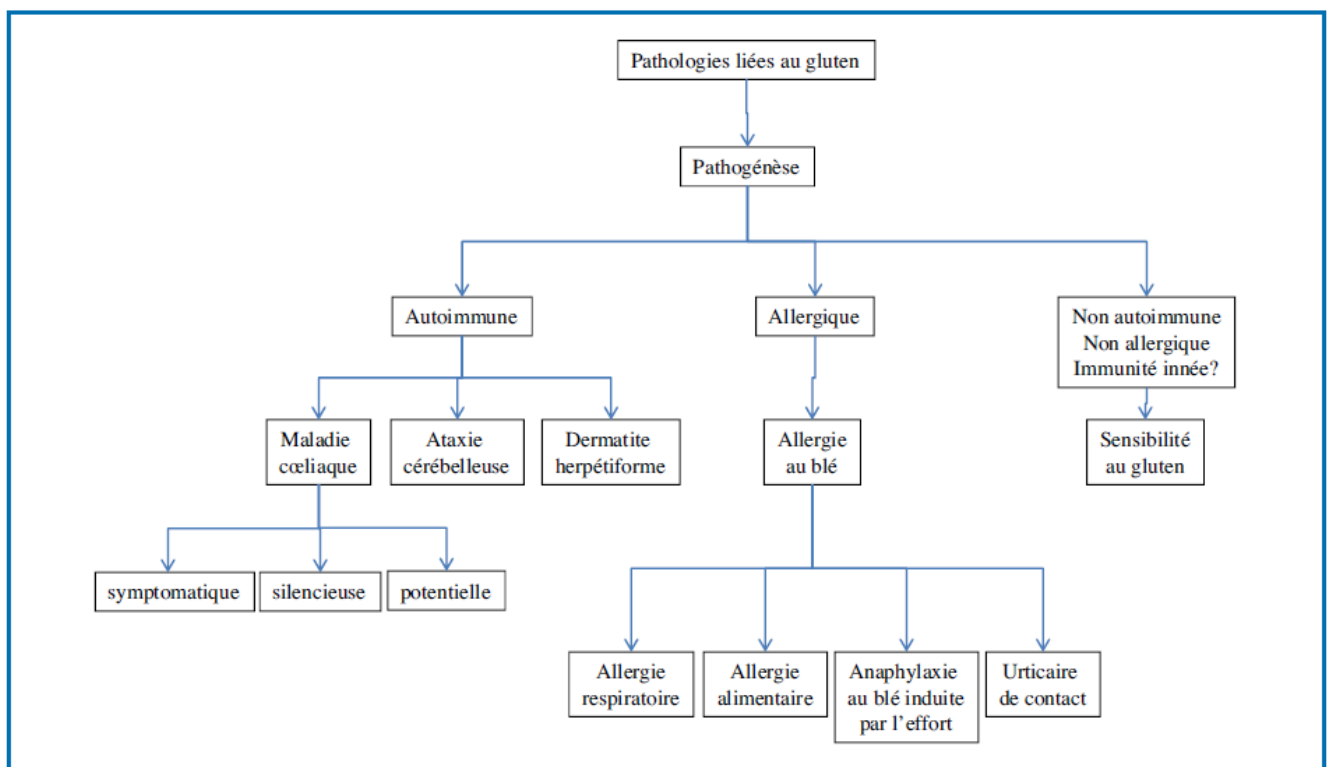 Pathologies liées au gluten
Pathogénèse
Autoimmune
Allergique
Non autoimmune
Non allergique
Immunité innée?
Maladie
cœliaque
Ataxie
cérébelleuse
Dermatite
herpétiforme
Allergie
au blé
Sensibilité
au gluten
symptomatique
silencieuse
potentielle
Allergie
respiratoire
Allergie
alimentaire
Anaphylaxie
au blé induite
par l'effort
Urticaire
de contact